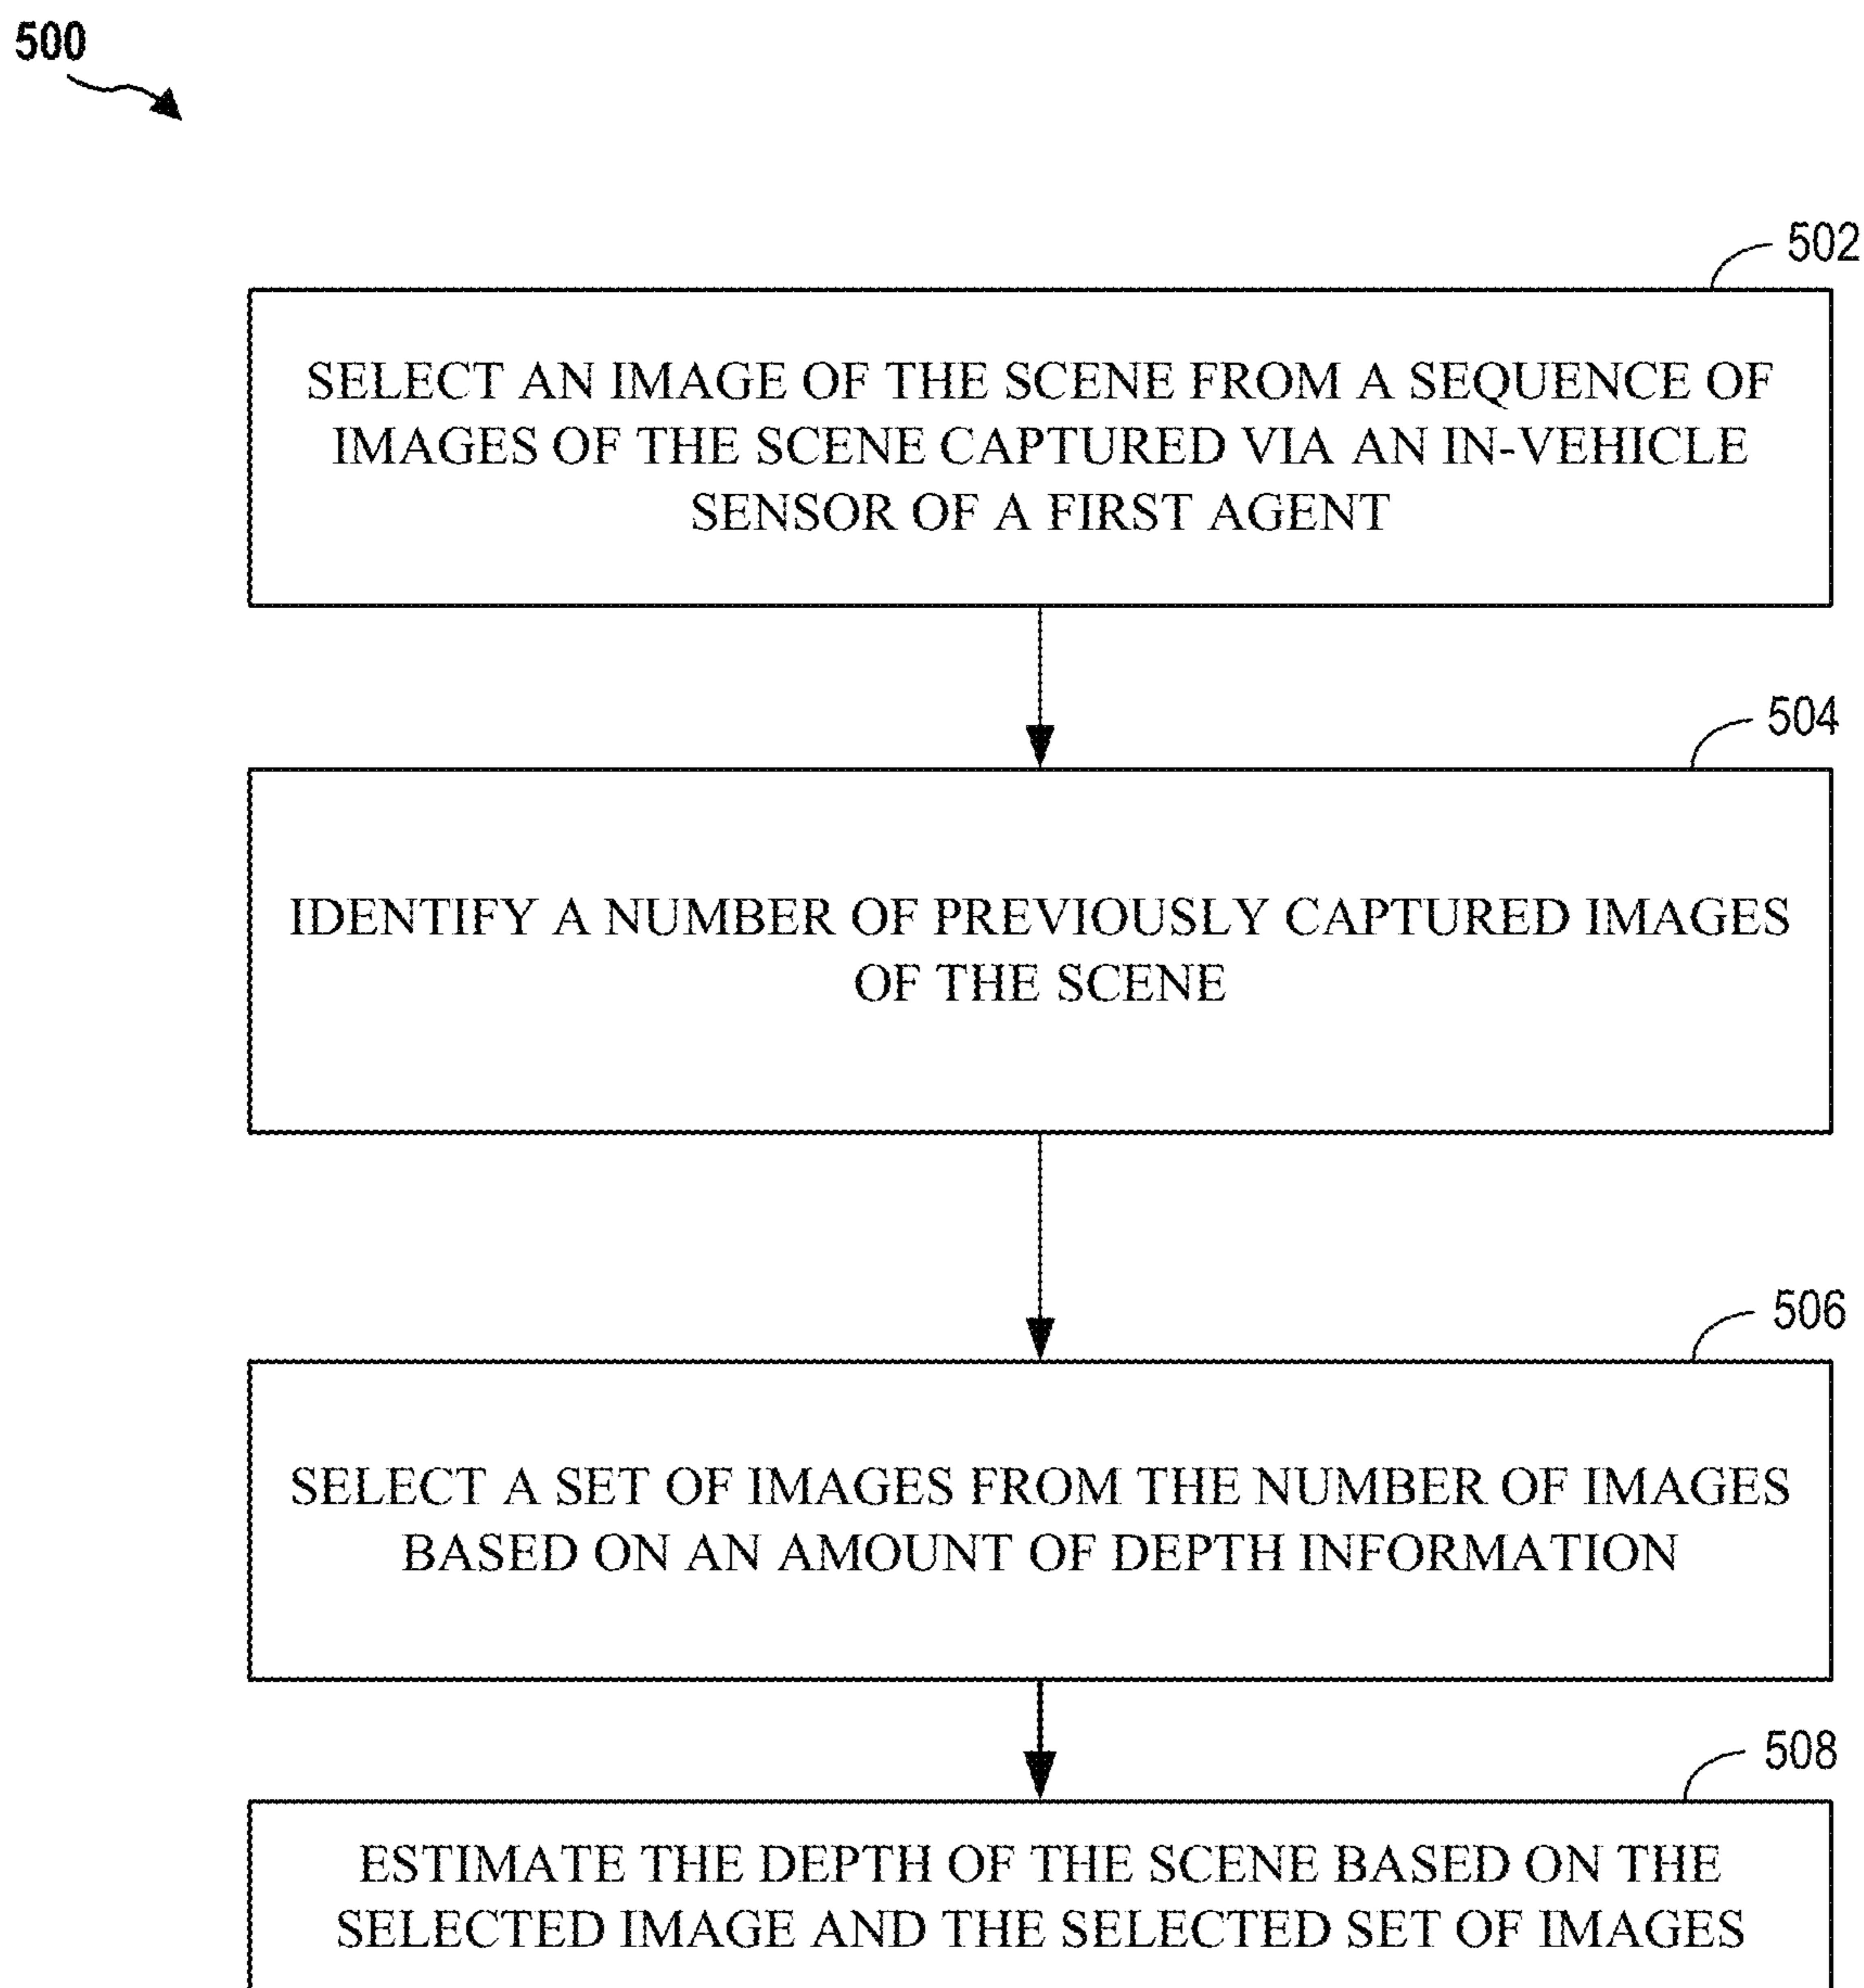 500
502
SELECT AN IMAGE OF THE SCENE FROM A SEQUENCE OF
IMAGES OF THE SCENE CAPTURED VIA AN IN-VEHICLE
SENSOR OF A FIRST AGENT
504
IDENTIFY A NUMBER OF PREVIOUSLY CAPTURED IMAGES
OF THE SCENE
506
SELECT A SET OF IMAGES FROM THE NUMBER OF IMAGES
BASED ON AN AMOUNT OF DEPTH INFORMATION
508
ESTIMATE THE DEPTH OF THE SCENE BASED ON THE
SELECTED IMAGE AND THE SELECTED SET OF IMAGES